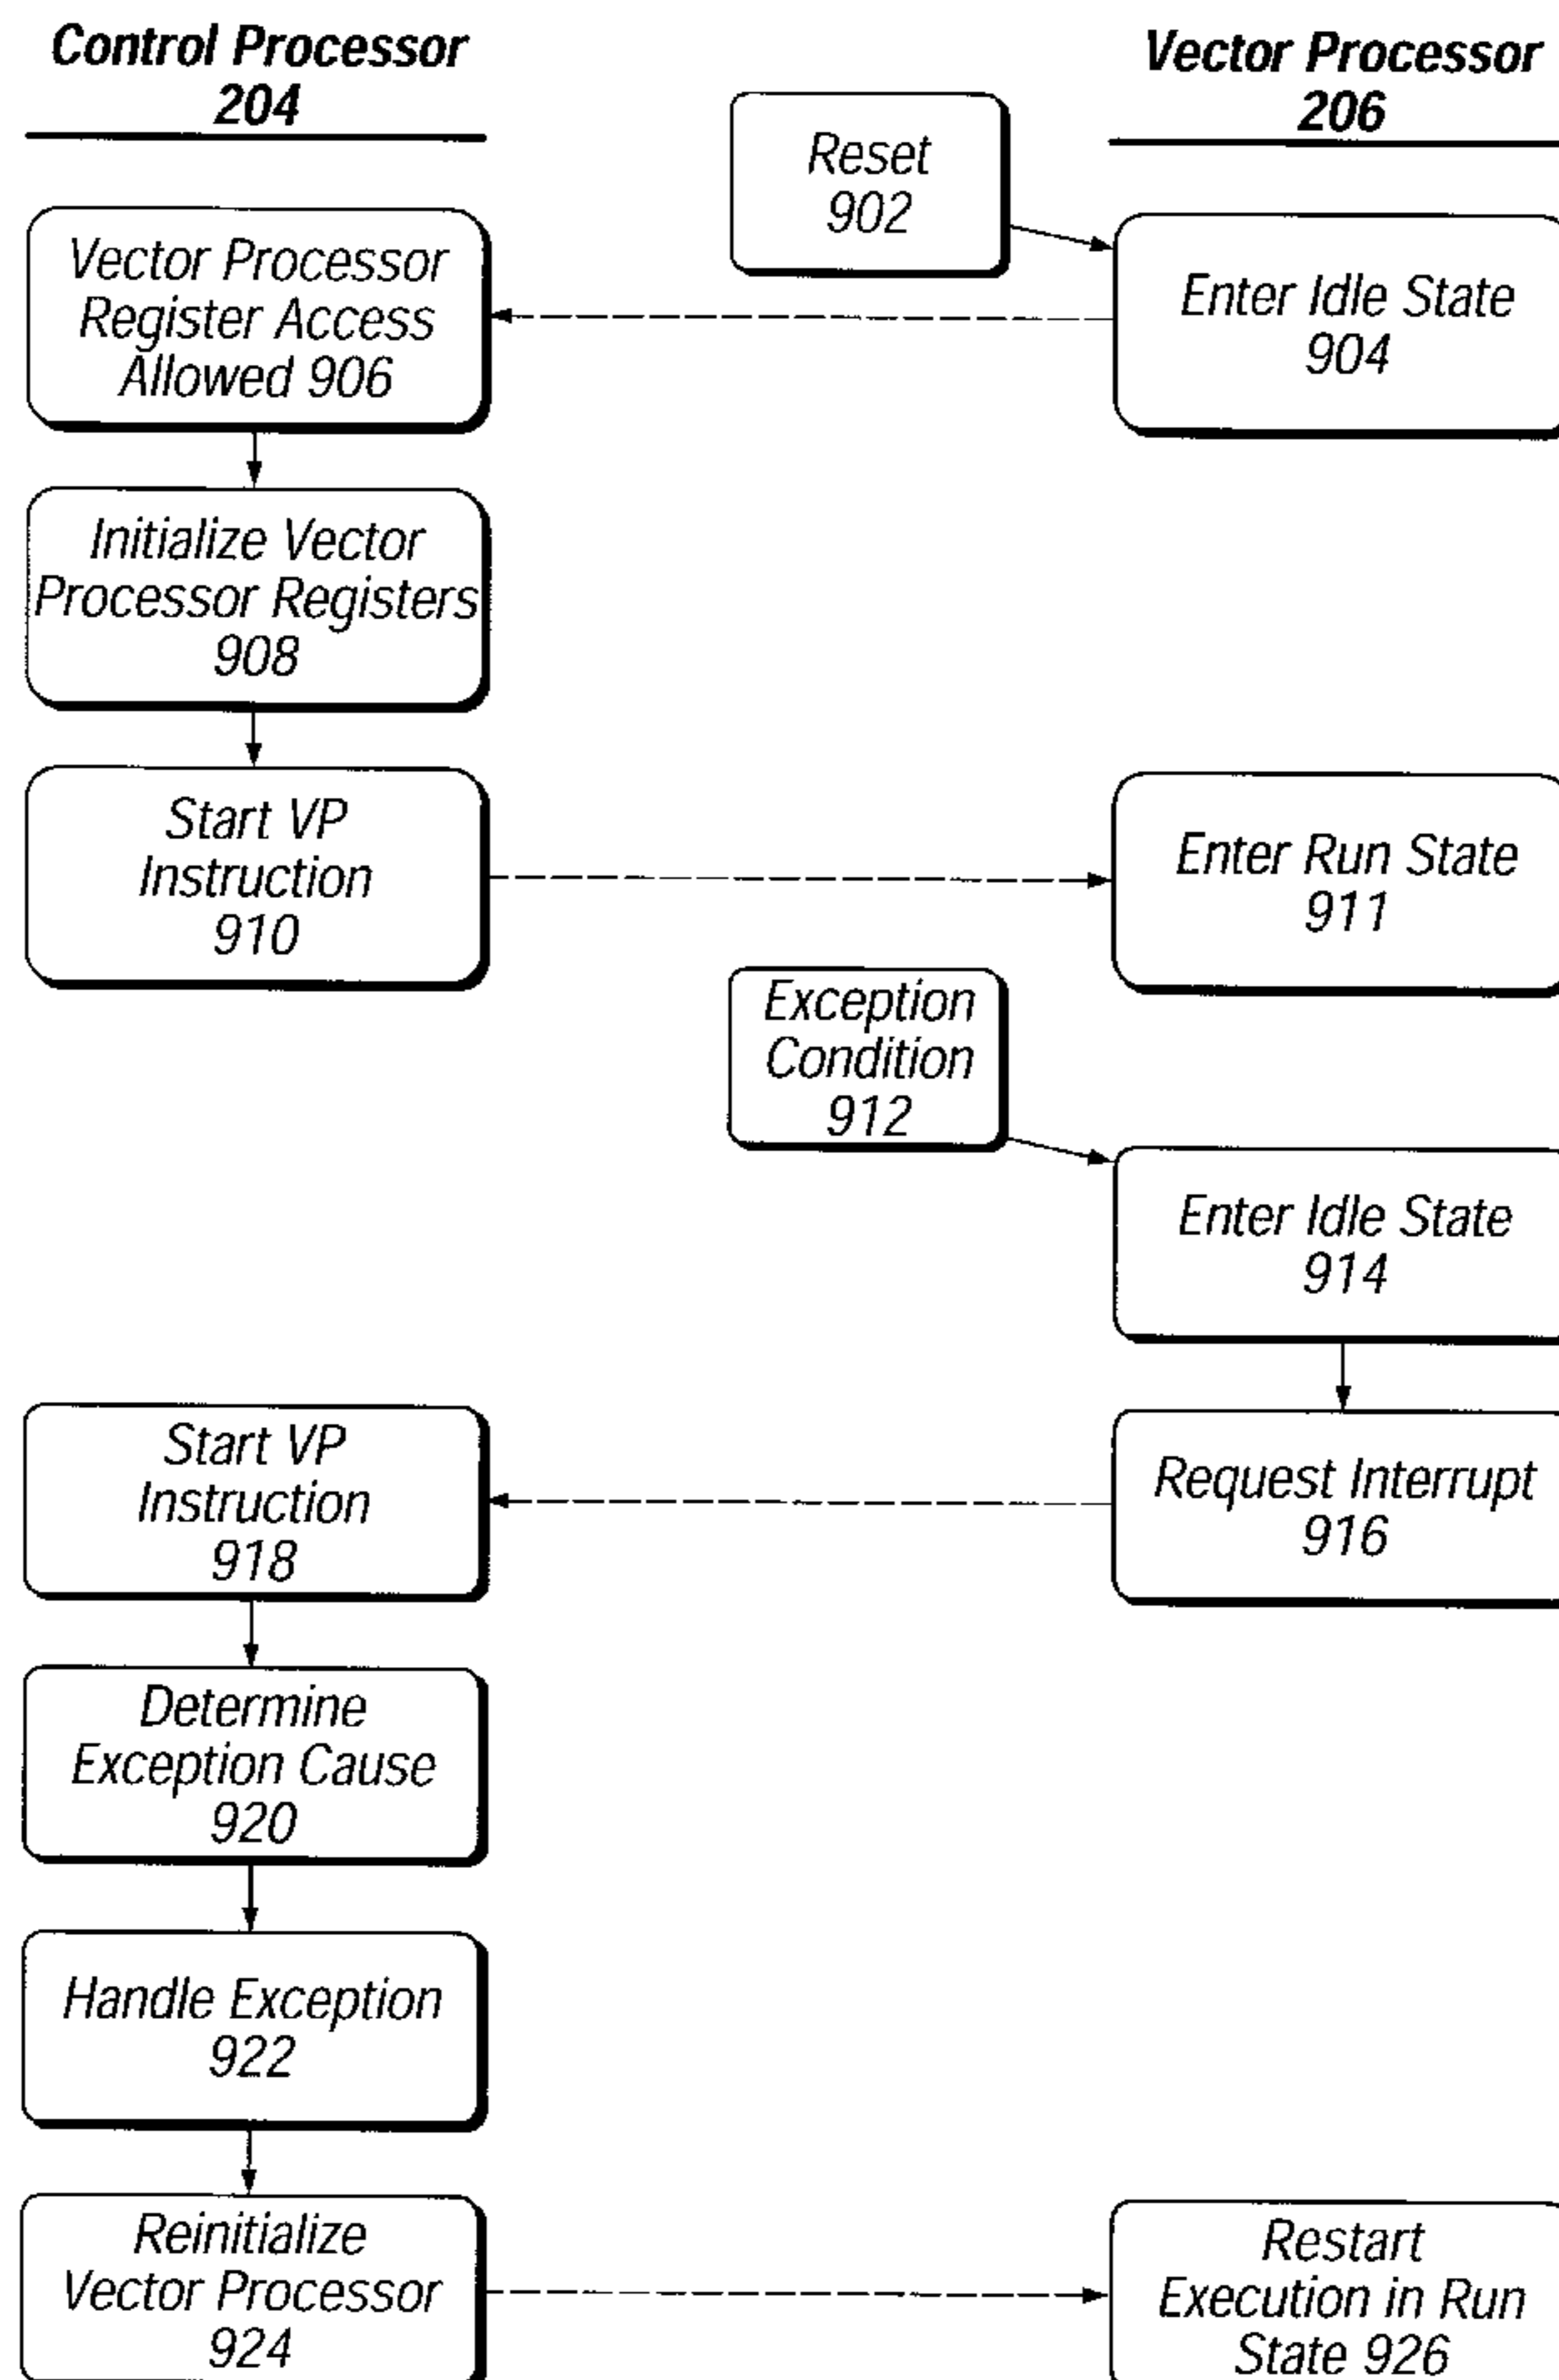 Control Processor
204
Vector Processor
206
Reset
902
Vector Processor
Register Access
Allowed 906
Enter Idle State
904
Initialize Vector
Processor Registers
908
Start VP
Instruction
910
Enter Run State
911
Exception
Condition
912
Enter Idle State
914
Request Interrupt
916
Start VP
Instruction
918
Determine
Exception Cause
920
Handle Exception
922
Reinitialize
Vector Processor
924
Restart
Execution in Run
State 926